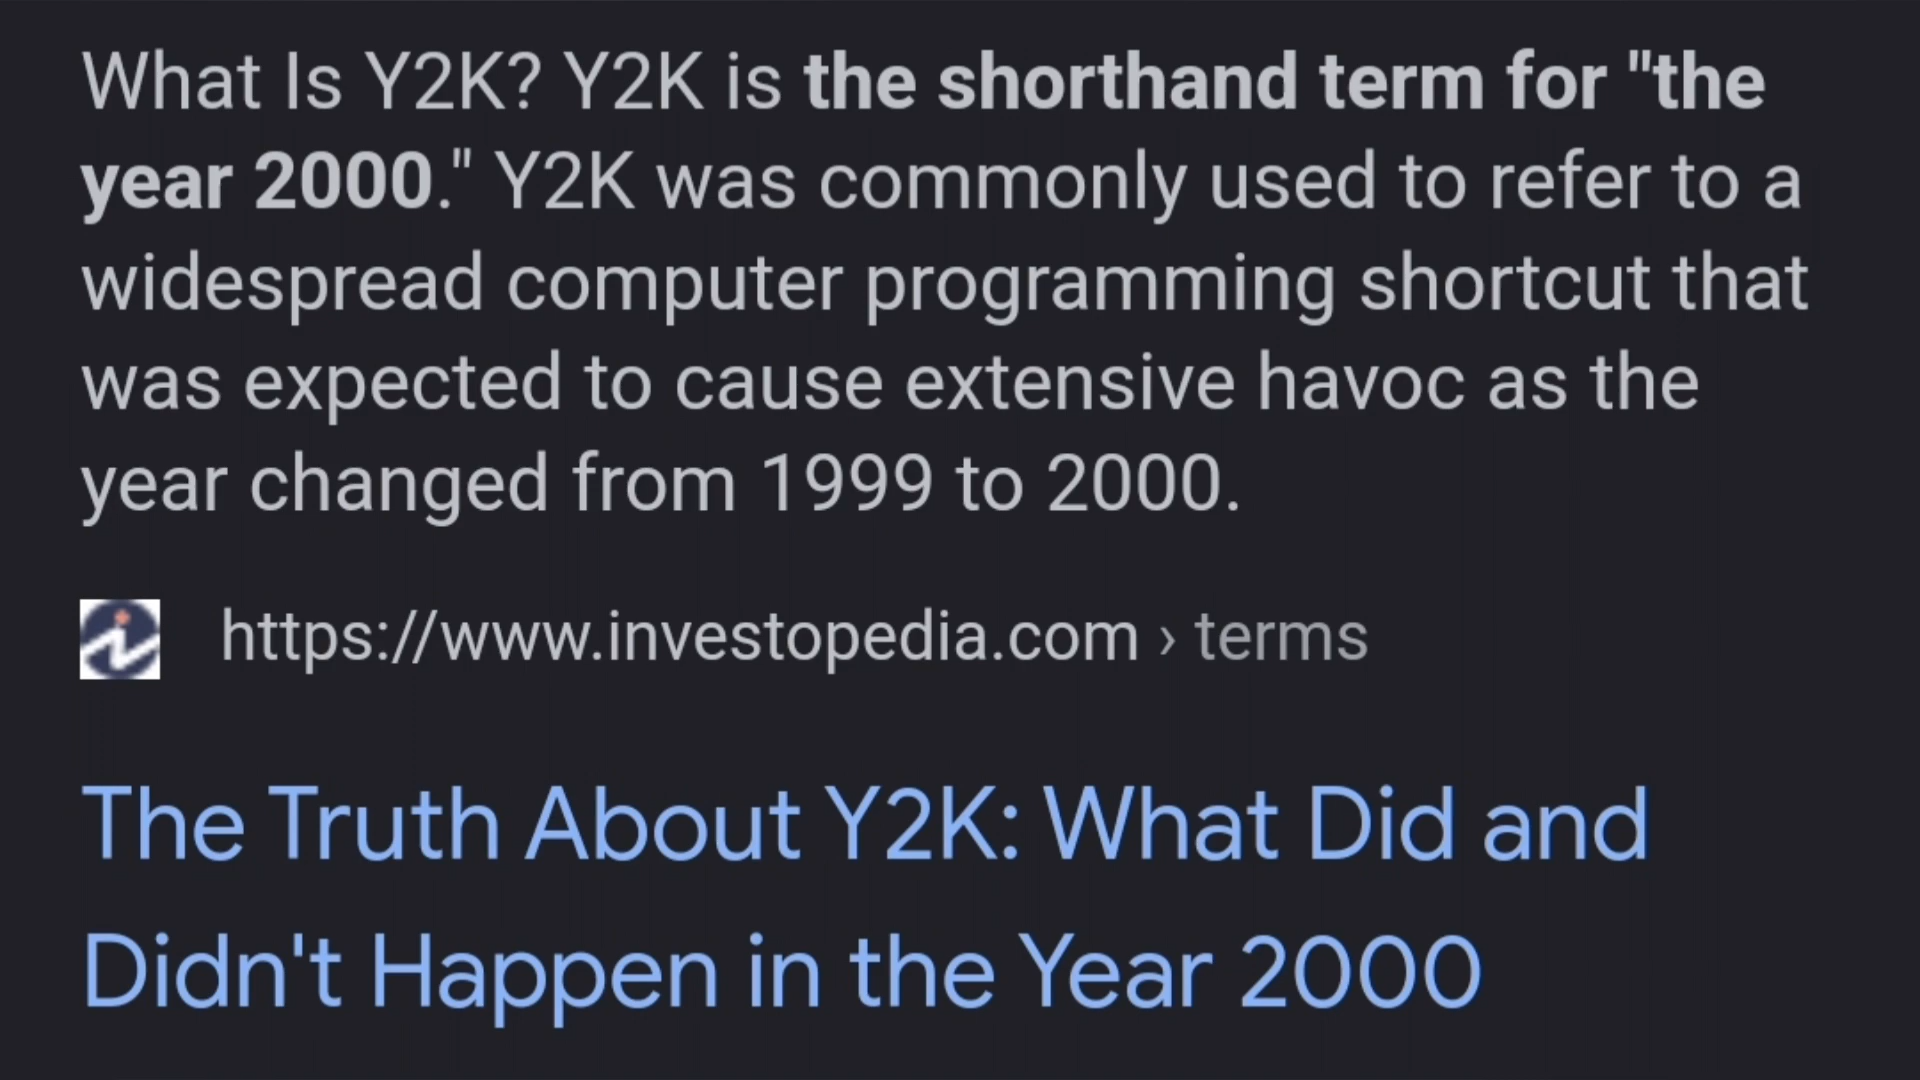 What Is Y2K? Y2K is the shorthand term for "the
year 2000." Y2K was commonly used to refer to a
widespread computer programming shortcut that
was expected to cause extensive havoc as the
year changed from 1999 to 2000.
https://www.investopedia.com › terms
The Truth About Y2K: What Did and
Didn't Happen in the Year 2000